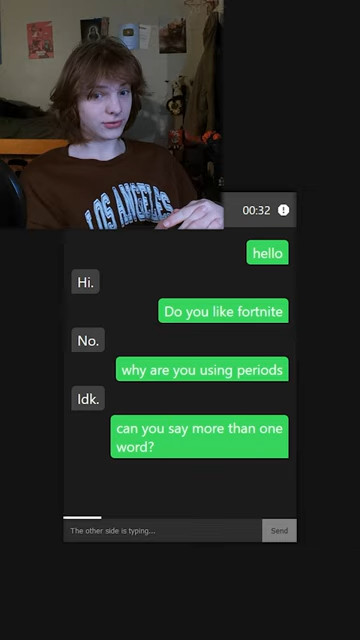 LOS ANGELES
00:32
hello
Hi.
Do you like fortnite
No.
why are you using periods
Idk.
can you say more than one
word?
The other side is typing...
Send